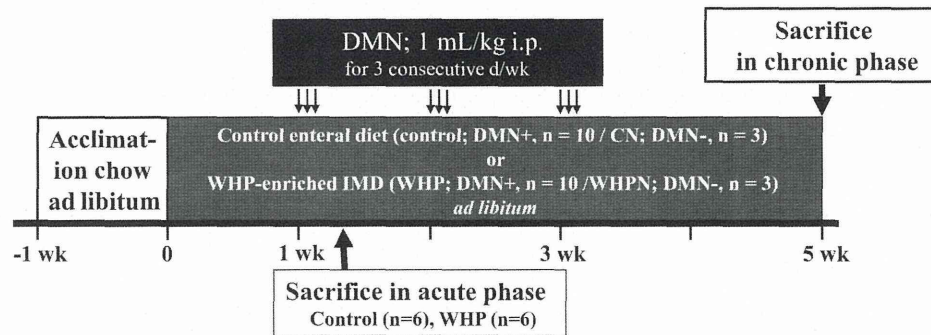 DMN; 1 mL/kg i.p.
for 3 consecutive d/wk
Sacrifice
in chronic phase
Acclimat-
ion chow
ad libitum
Control enteral diet (control; DMN+, n = 10 / CN; DMN-, n = 3)
or
WHP-enriched IMD (WHP; DMN+, n = 10 /WHPN; DMN-, n = 3)
ad libitum
-1 wk 0 1 wk 3 wk 5 wk
Sacrifice in acute phase
Control (n=6), WHP (n=6)